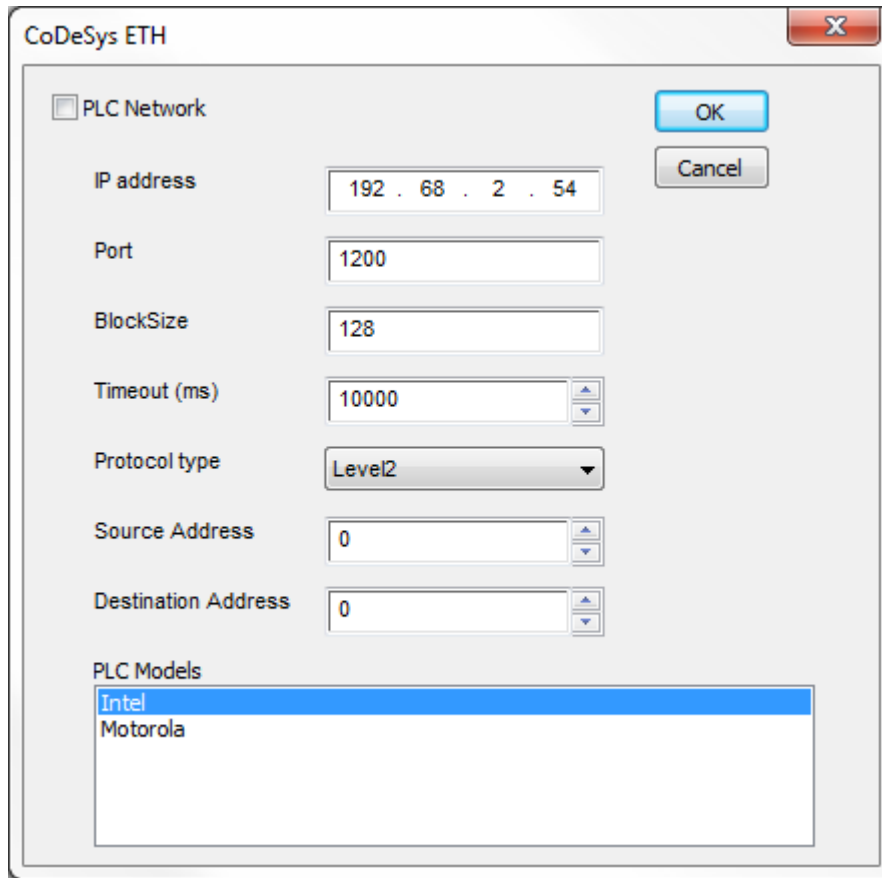 CoDeSys ETH
PLC Network
OK
Cancel
IP address
192 . 68 . 2 . 54
Port
1200
BlockSize
128
Timeout (ms)
10000
Protocol type
Level2
Source Address
0
Destination Address
0
PLC Models
Intel
Motorola